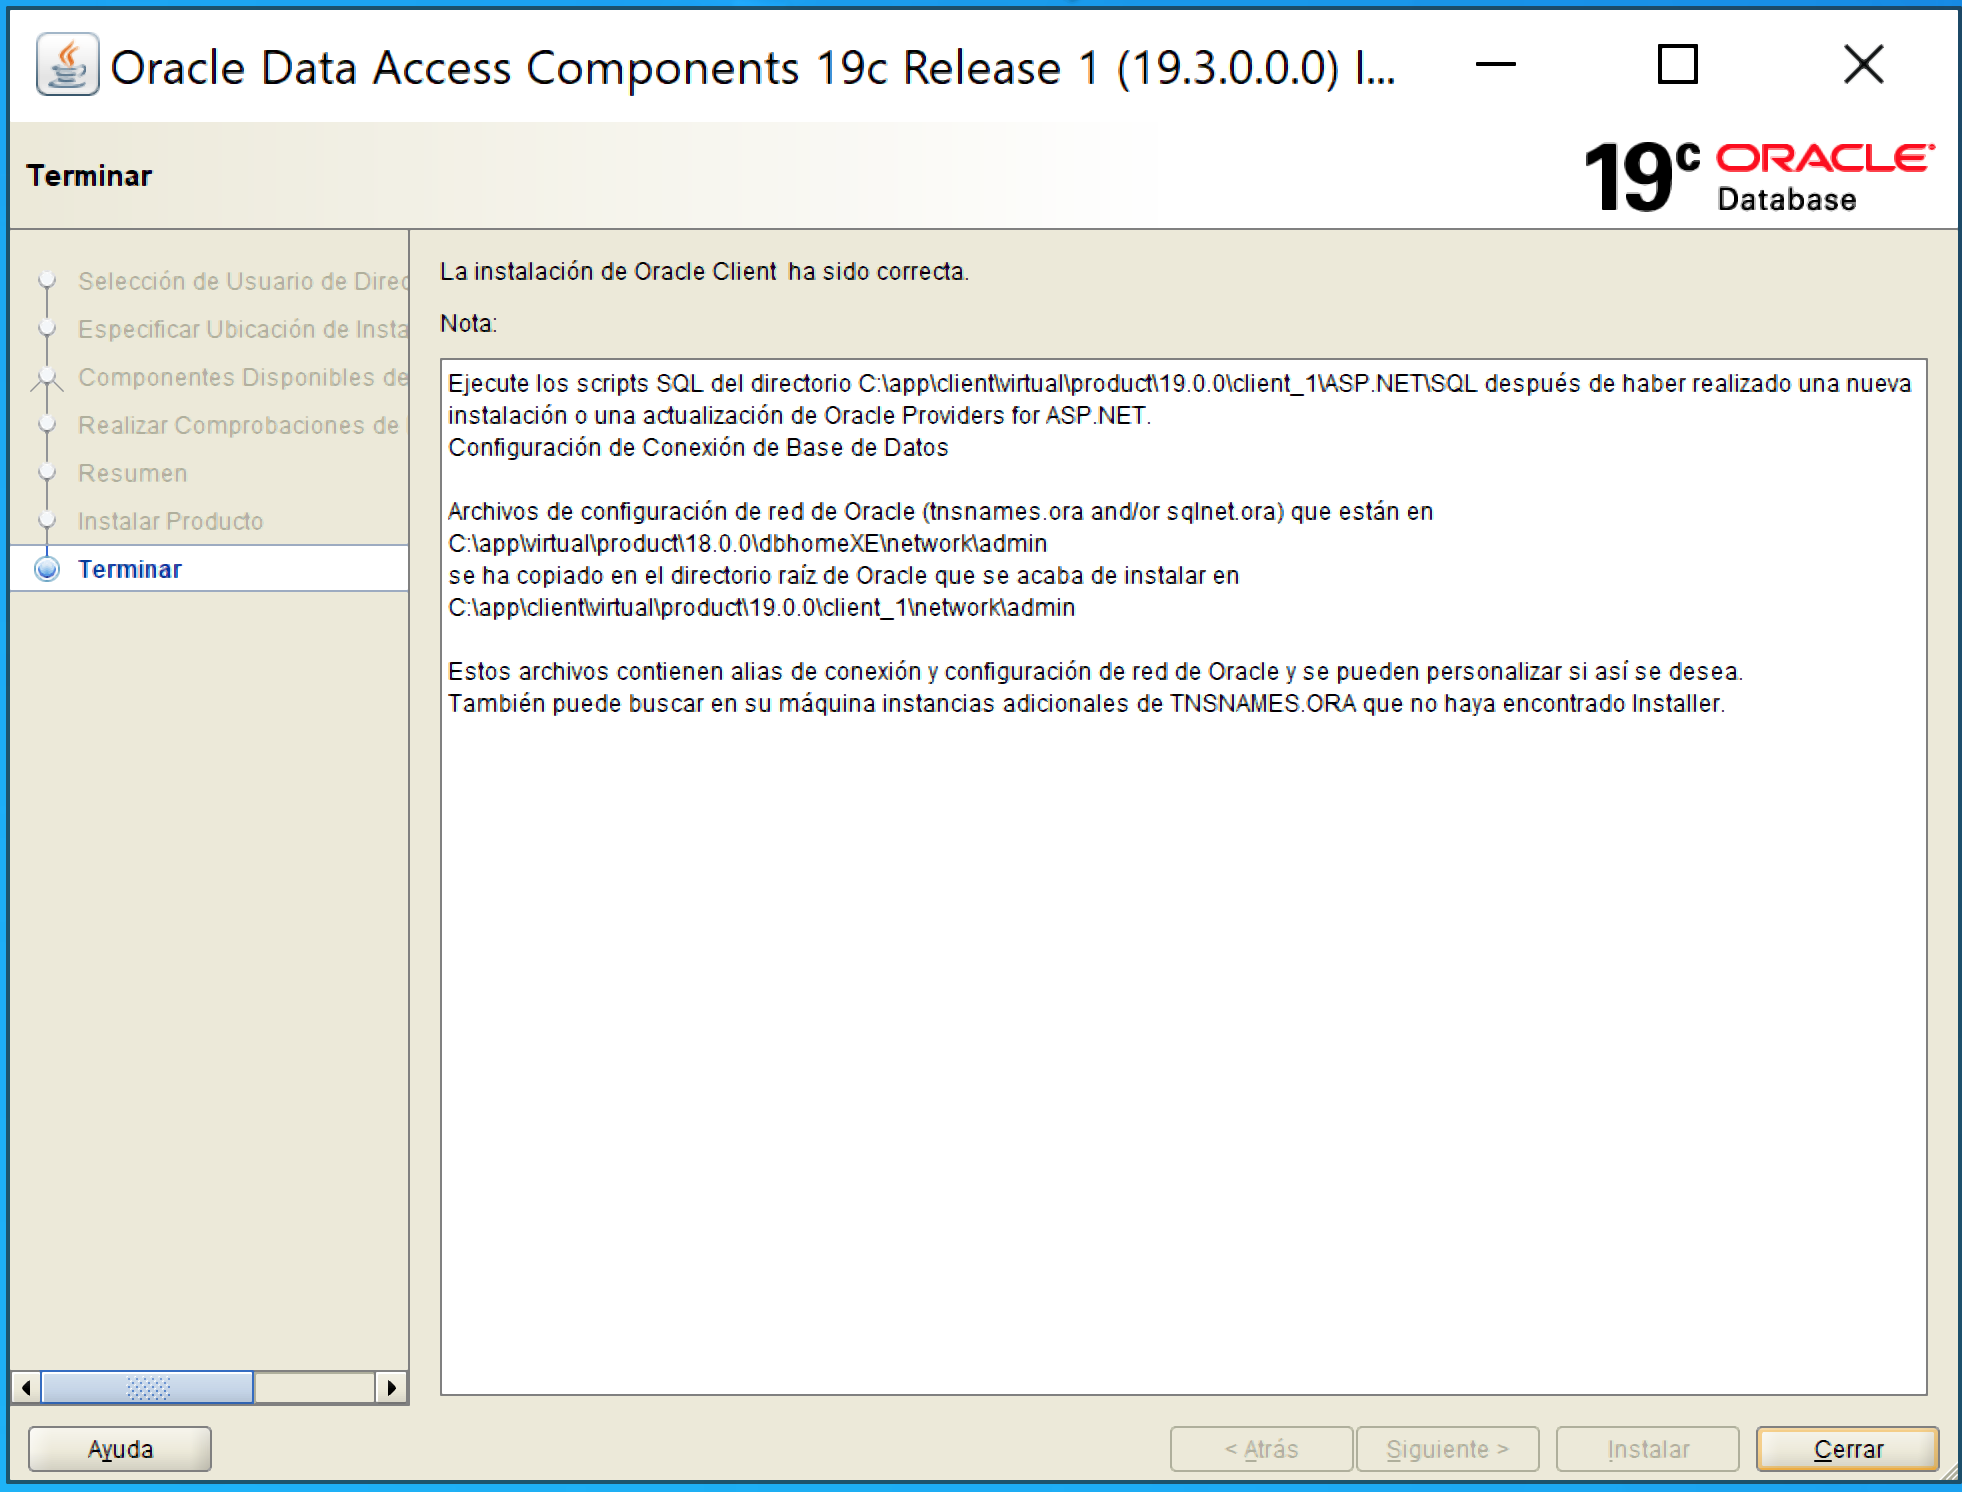 Oracle Data Access Components 19c Release 1 (19.3.0.0.0) I...
Terminar
19c ORACLE
Database
Selección de Usuario de Direc
Especificar Ubicación de Insta
Componentes Disponibles de
Realizar Comprobaciones de
Resumen
Instalar Producto
Terminar
La instalación de Oracle Client ha sido correcta.
Nota:
Ejecute los scripts SQL del directorio C:\app\client\virtual\product\19.0.0\client_1\ASP.NET\SQL después de haber realizado una nueva
instalación o una actualización de Oracle Providers for ASP.NET.
Configuración de Conexión de Base de Datos
Archivos de configuración de red de Oracle (tnsnames.ora and/or sqlnet.ora) que están en
C:\app\virtual\product\18.0.0\dbhomeXE\network\admin
se ha copiado en el directorio raíz de Oracle que se acaba de instalar en
C:\app\client\virtual\product\19.0.0\client_1\network\admin
Estos archivos contienen alias de conexión y configuración de red de Oracle y se pueden personalizar si así se desea.
También puede buscar en su máquina instancias adicionales de TNSNAMES.ORA que no haya encontrado Installer.
Ayuda
< Atrás
Siguiente >
Instalar
Cerrar